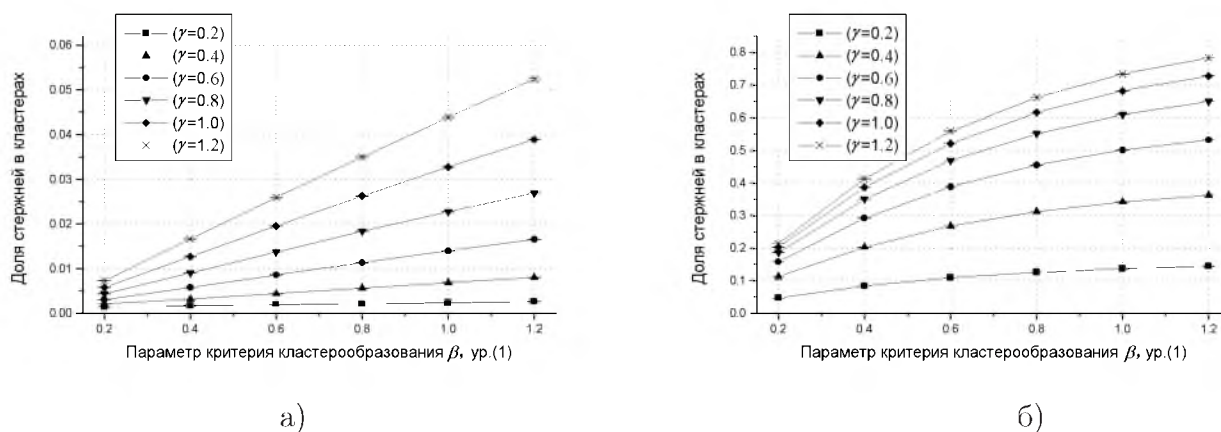 (γ=0.2)
(γ=0.4)
(γ=0.6)
(γ=0.8)
(γ=1.0)
(γ=1.2)
Доля стержней в кластерах
0.06
0.05
0.04
0.03
0.02
0.01
0.00
0.2 0.4 0.6 0.8 1.0 1.2
Параметр критерия кластерообразования β, ур.(1)
а)
(γ=0.2)
(γ=0.4)
(γ=0.6)
(γ=0.8)
(γ=1.0)
(γ=1.2)
Доля стержней в кластерах
0.8
0.7
0.6
0.5
0.4
0.3
0.2
0.1
0.0
0.2 0.4 0.6 0.8 1.0 1.2
Параметр критерия кластерообразования β, ур.(1)
б)